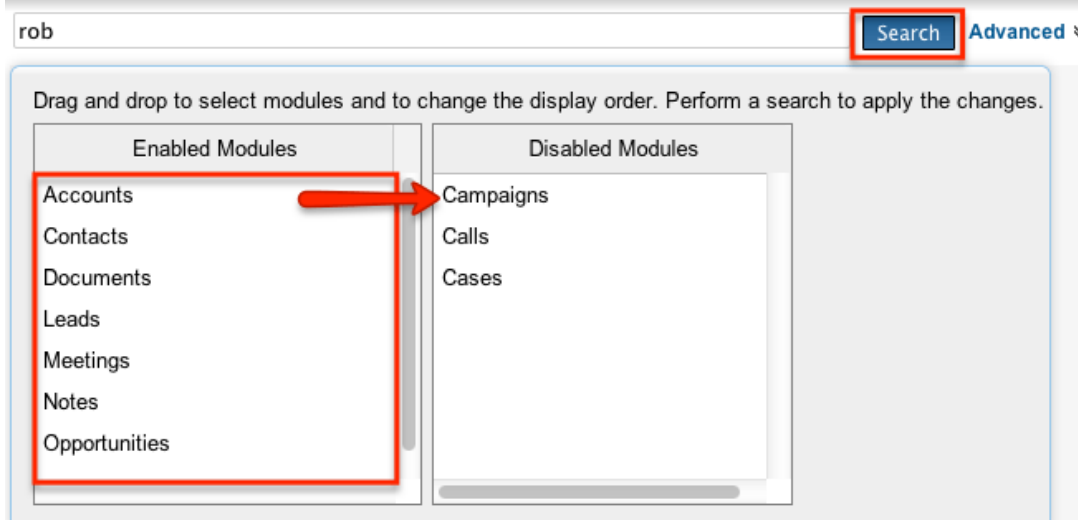 rob Search Advanced
Drag and drop to select modules and to change the display order. Perform a search to apply the changes.
Enabled Modules Disabled Modules
Accounts Campaigns
Contacts Calls
Documents Cases
Leads
Meetings
Notes
Opportunities